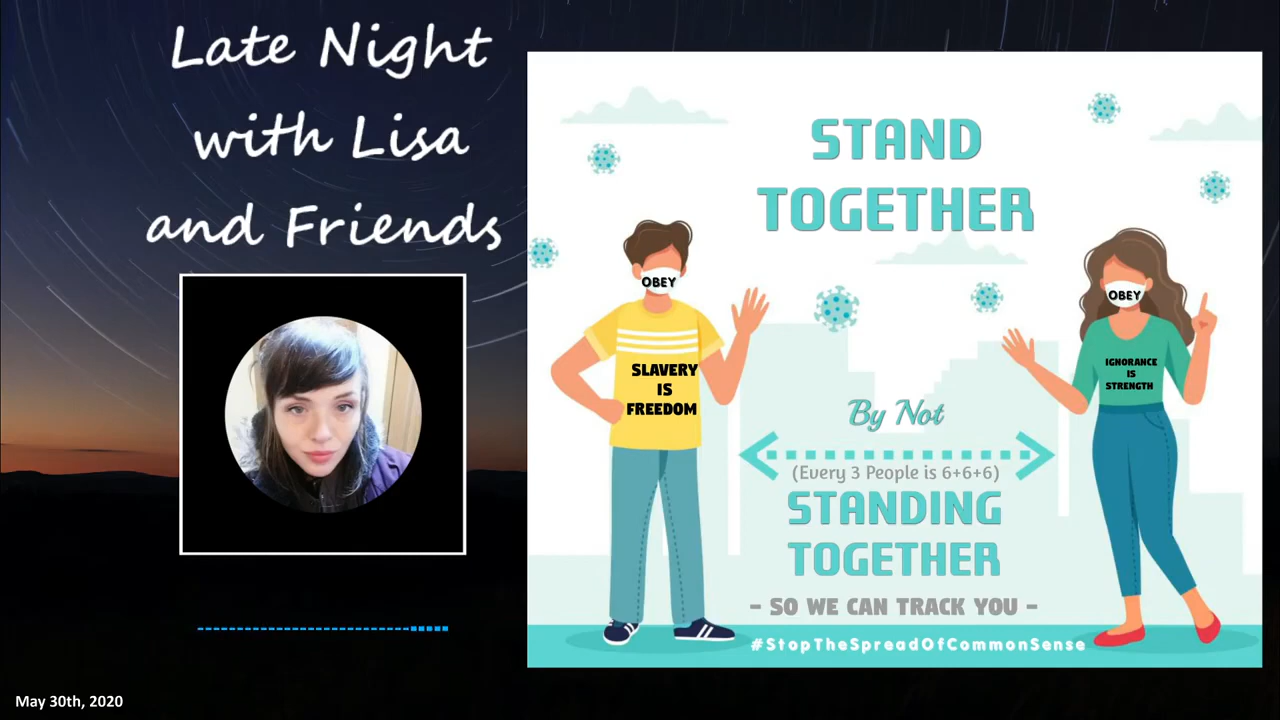 Late Night
with Lisa
and Friends
STAND
TOGETHER
OBEY
OBEY
SLAVERY
IS
FREEDOM
IGNORANCE
IS
STRENGTH
By Not
(Every 3 People is 6+6+6)
STANDING
TOGETHER
- SO WE CAN TRACK YOU -
#StopTheSpreadOfCommonSense
May 30th, 2020